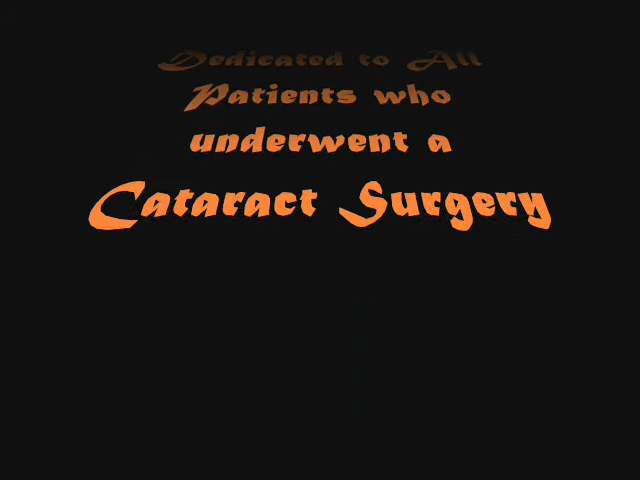 Dedicated to All
Patients who
underwent a
Cataract Surgery